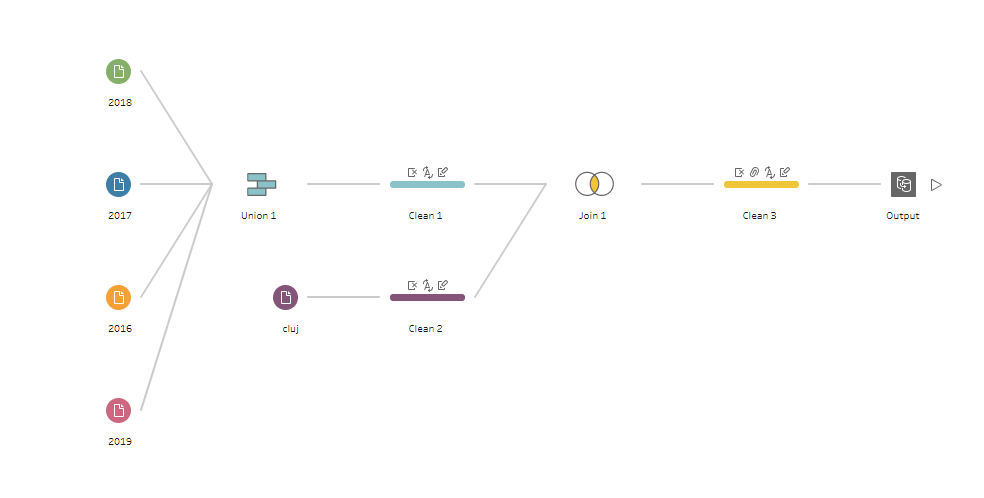 2018
2017
Union 1
Clean 1
Join 1
Clean 3
Output
2016
cluj
Clean 2
2019